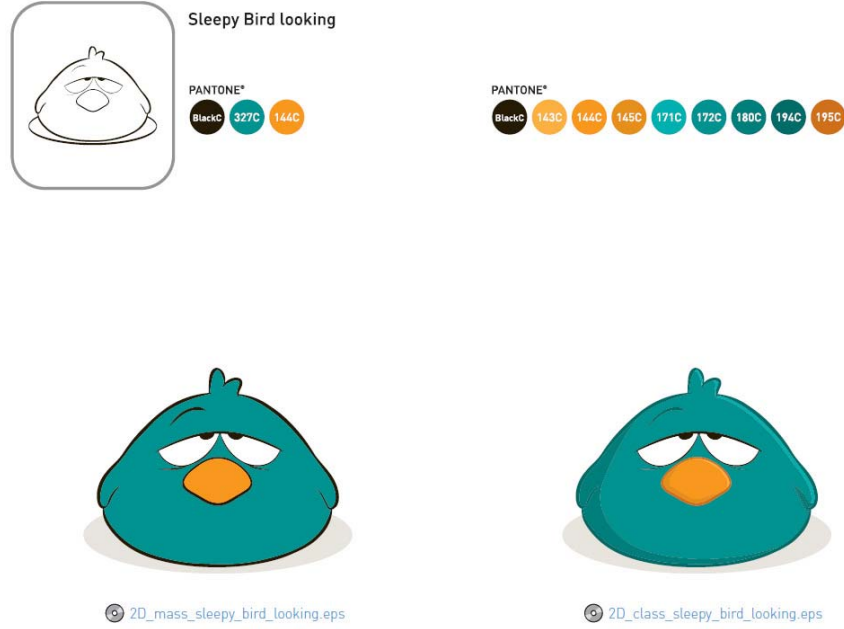 Sleepy Bird looking
PANTONE®
BlackC 327C 144C
PANTONE®
BlackC 143C 144C 145C 171C 172C 180C 194C 195C
2D_mass_sleepy_bird_looking.eps
2D_class_sleepy_bird_looking.eps